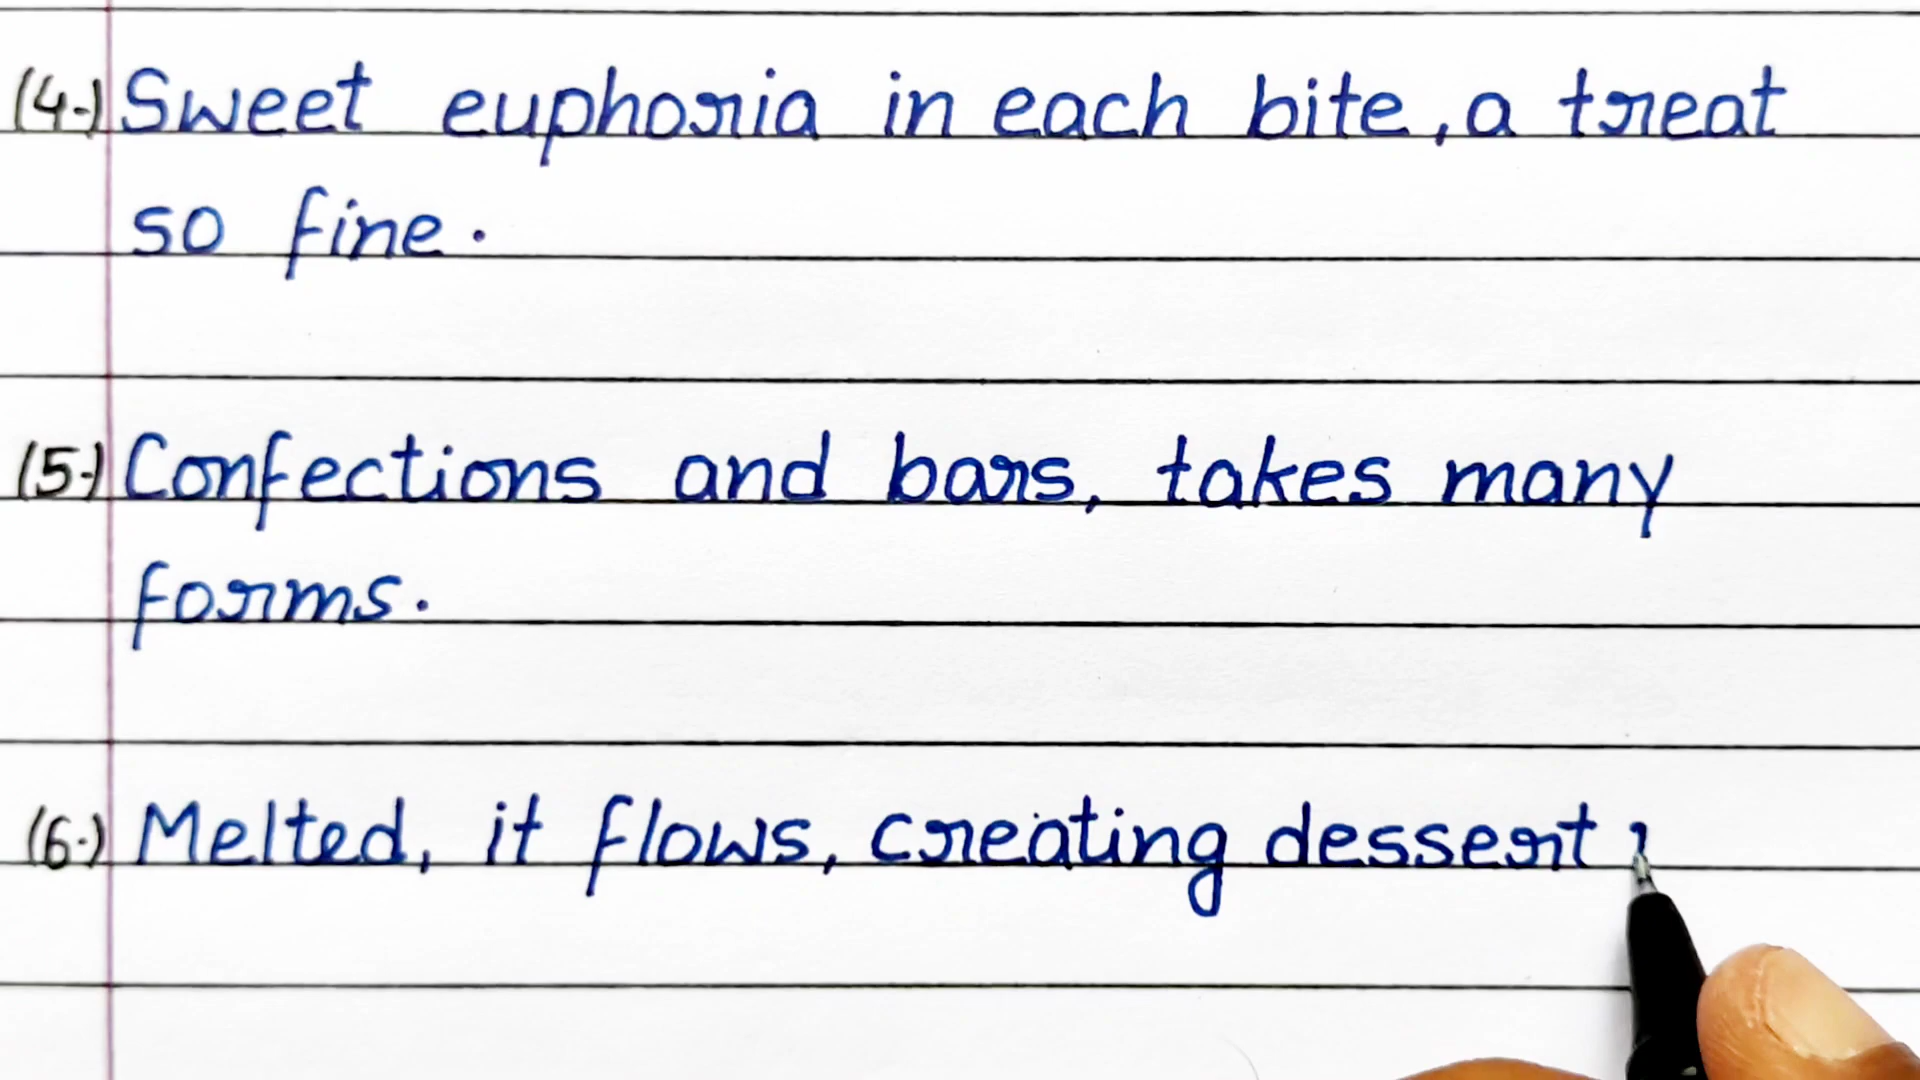 (4.) Sweet euphoria in each bite, a treat
so fine.
(5.) Confections and bars, takes many
forms.
(6.) Melted, it flows, creating dessert